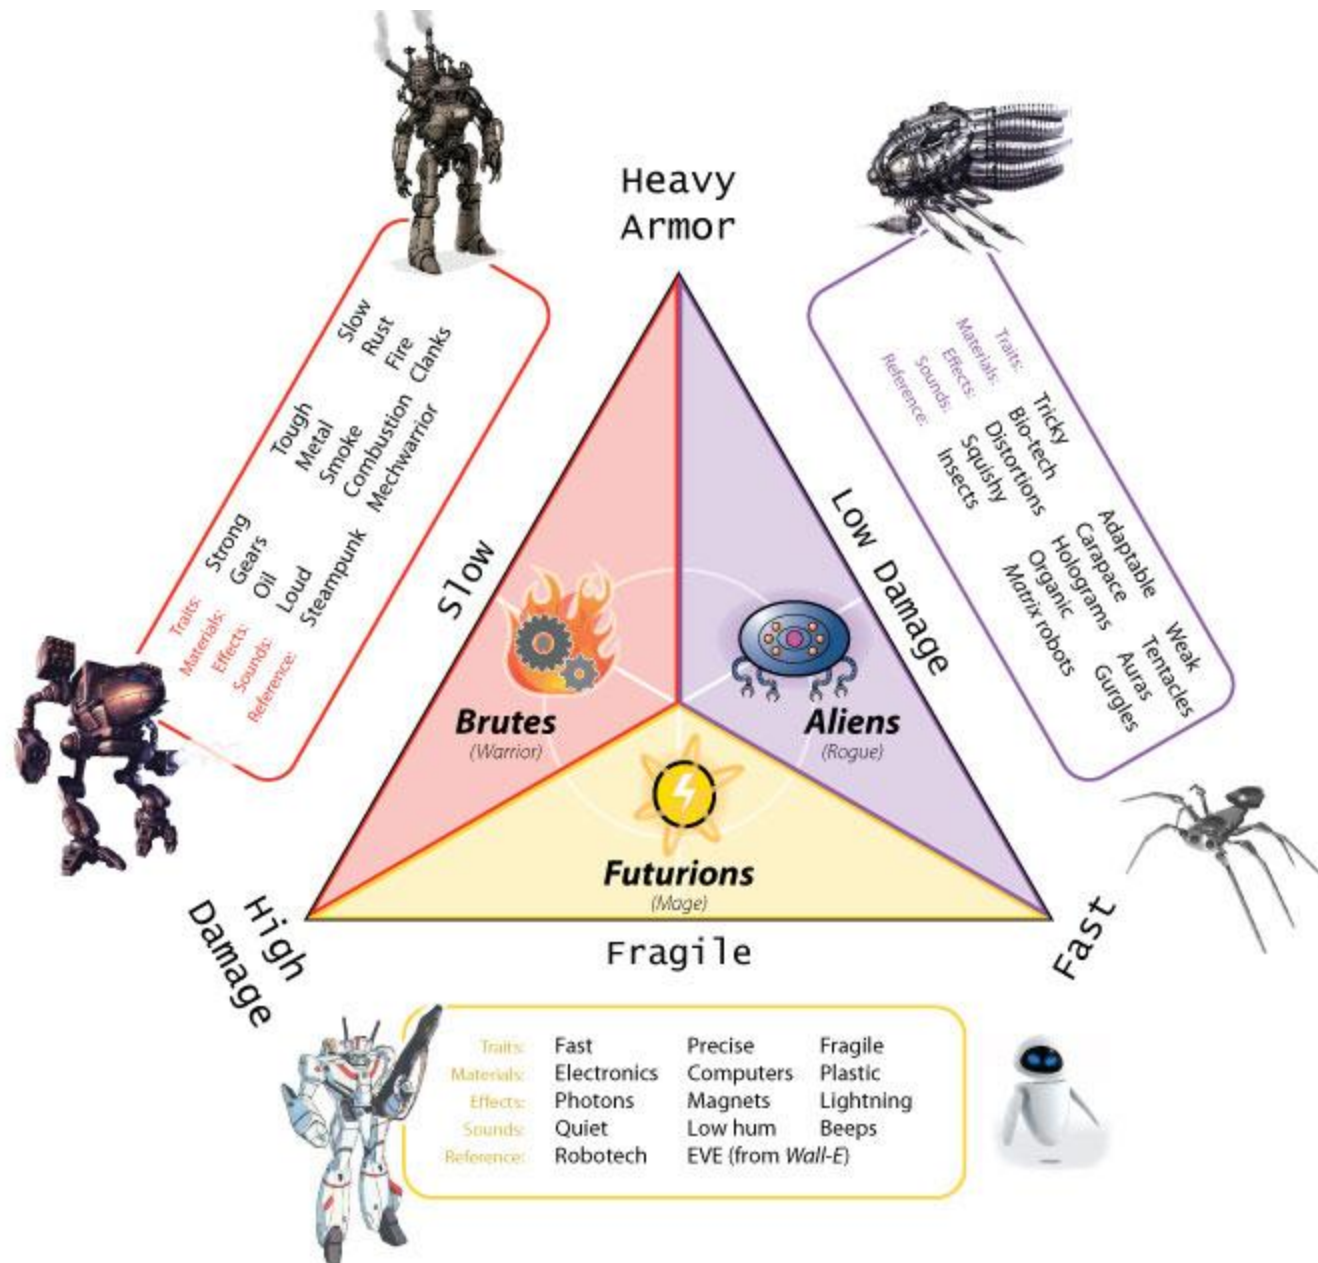 Heavy
Armor
Slow
Low Damage
High
Damage
Fast
Fragile
Brutes
(Warrior)
Aliens
(Rogue)
Futurions
(Mage)
Traits: Strong Tough Slow
Materials: Gears Metal Rust
Effects: Oil Smoke Fire
Sounds: Loud Combustion Clanks
Reference: Steampunk Mechwarrior
Traits: Tricky Adaptable Weak
Materials: Bio-tech Carapace Tentacles
Effects: Distortions Holograms Auras
Sounds: Squishy Organic Gurgles
Reference: Insects Matrix robots
Traits: Fast Precise Fragile
Materials: Electronics Computers Plastic
Effects: Photons Magnets Lightning
Sounds: Quiet Low hum Beeps
Reference: Robotech EVE (from Wall-E)